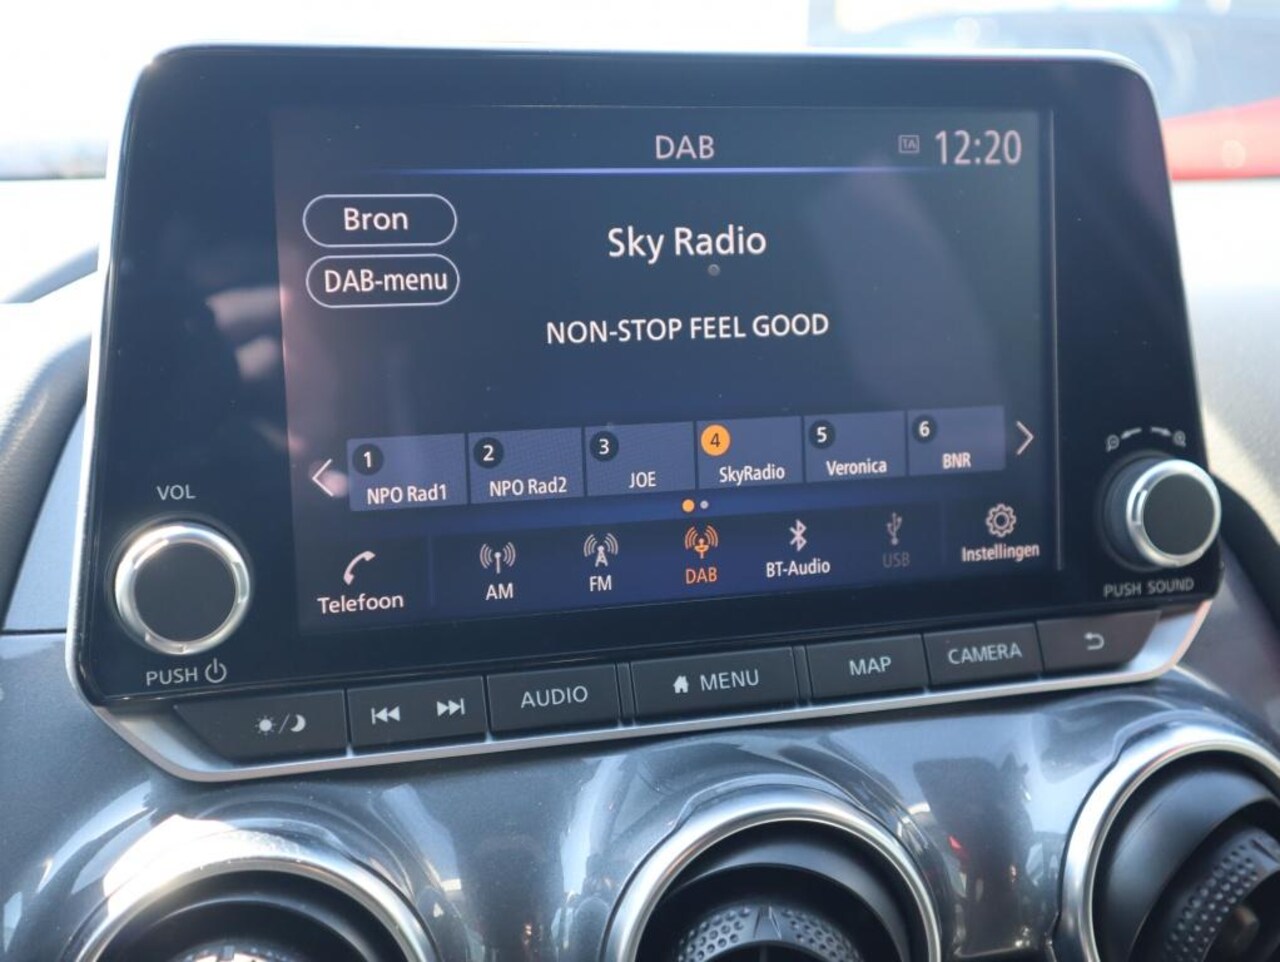 DAB
TA 12:20
Bron
Sky Radio
DAB-menu
NON-STOP FEEL GOOD
1 NPO Rad1
2 NPO Rad2
3 JOE
4 SkyRadio
5 Veronica
6 BNR
Telefoon
AM
FM
DAB
BT-Audio
USB
Instellingen
VOL
PUSH
PUSH SOUND
AUDIO
MENU
MAP
CAMERA